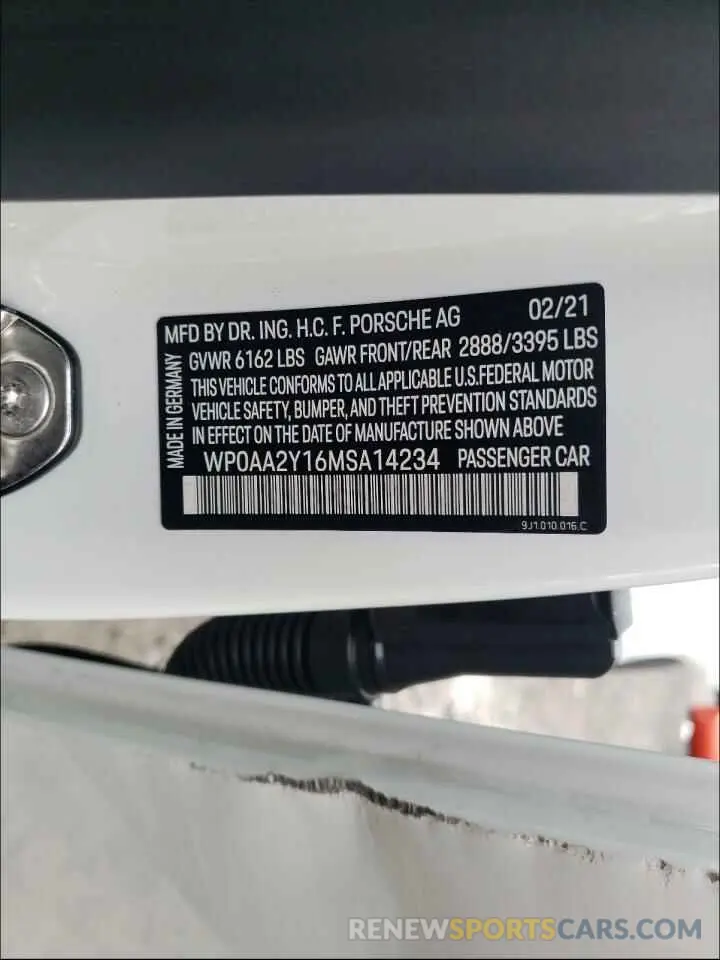 MFD BY DR. ING. H.C. F. PORSCHE AG 02/21
MADE IN GERMANY
GVWR 6162 LBS GAWR FRONT/REAR 2888/3395 LBS
THIS VEHICLE CONFORMS TO ALL APPLICABLE U.S.FEDERAL MOTOR
VEHICLE SAFETY, BUMPER, AND THEFT PREVENTION STANDARDS
IN EFFECT ON THE DATE OF MANUFACTURE SHOWN ABOVE
WP0AA2Y16MSA14234 PASSENGER CAR
9J1.010.016.C
RENEWSPORTSCARS.COM